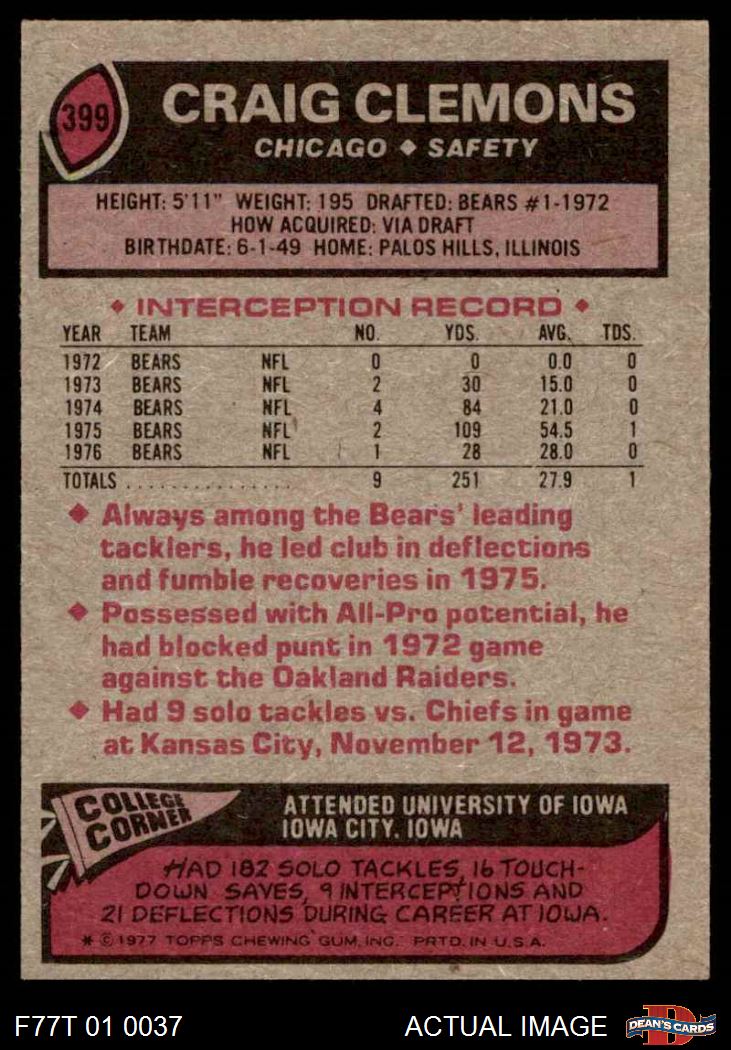 399
CRAIG CLEMONS
CHICAGO ◆ SAFETY
HEIGHT: 5'11" WEIGHT: 195 DRAFTED: BEARS #1-1972
HOW ACQUIRED: VIA DRAFT
BIRTHDATE: 6-1-49 HOME: PALOS HILLS, ILLINOIS
◆ INTERCEPTION RECORD ◆
YEAR TEAM NO. YDS. AVG. TDS.
1972 BEARS NFL 0 0 0.0 0
1973 BEARS NFL 2 30 15.0 0
1974 BEARS NFL 4 84 21.0 0
1975 BEARS NFL 2 109 54.5 1
1976 BEARS NFL 1 28 28.0 0
TOTALS ................ 9 251 27.9 1
◆ Always among the Bears' leading
tacklers, he led club in deflections
and fumble recoveries in 1975.
◆ Possessed with All-Pro potential, he
had blocked punt in 1972 game
against the Oakland Raiders.
◆ Had 9 solo tackles vs. Chiefs in game
at Kansas City, November 12, 1973.
COLLEGE
CORNER
ATTENDED UNIVERSITY OF IOWA
IOWA CITY, IOWA
HAD 182 SOLO TACKLES, 16 TOUCH-
DOWN SAVES, 9 INTERCEPTIONS AND
21 DEFLECTIONS DURING CAREER AT IOWA.
* © 1977 TOPPS CHEWING GUM, INC. PRTD. IN U.S.A.
F77T 01 0037
ACTUAL IMAGE
D
DEAN'S CARDS